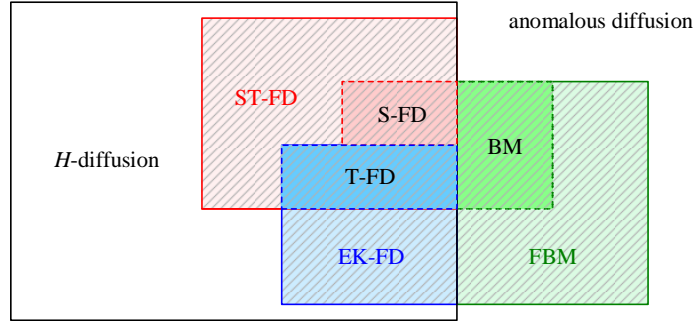 anomalous diffusion
ST-FD
S-FD
BM
H-diffusion
T-FD
EK-FD
FBM